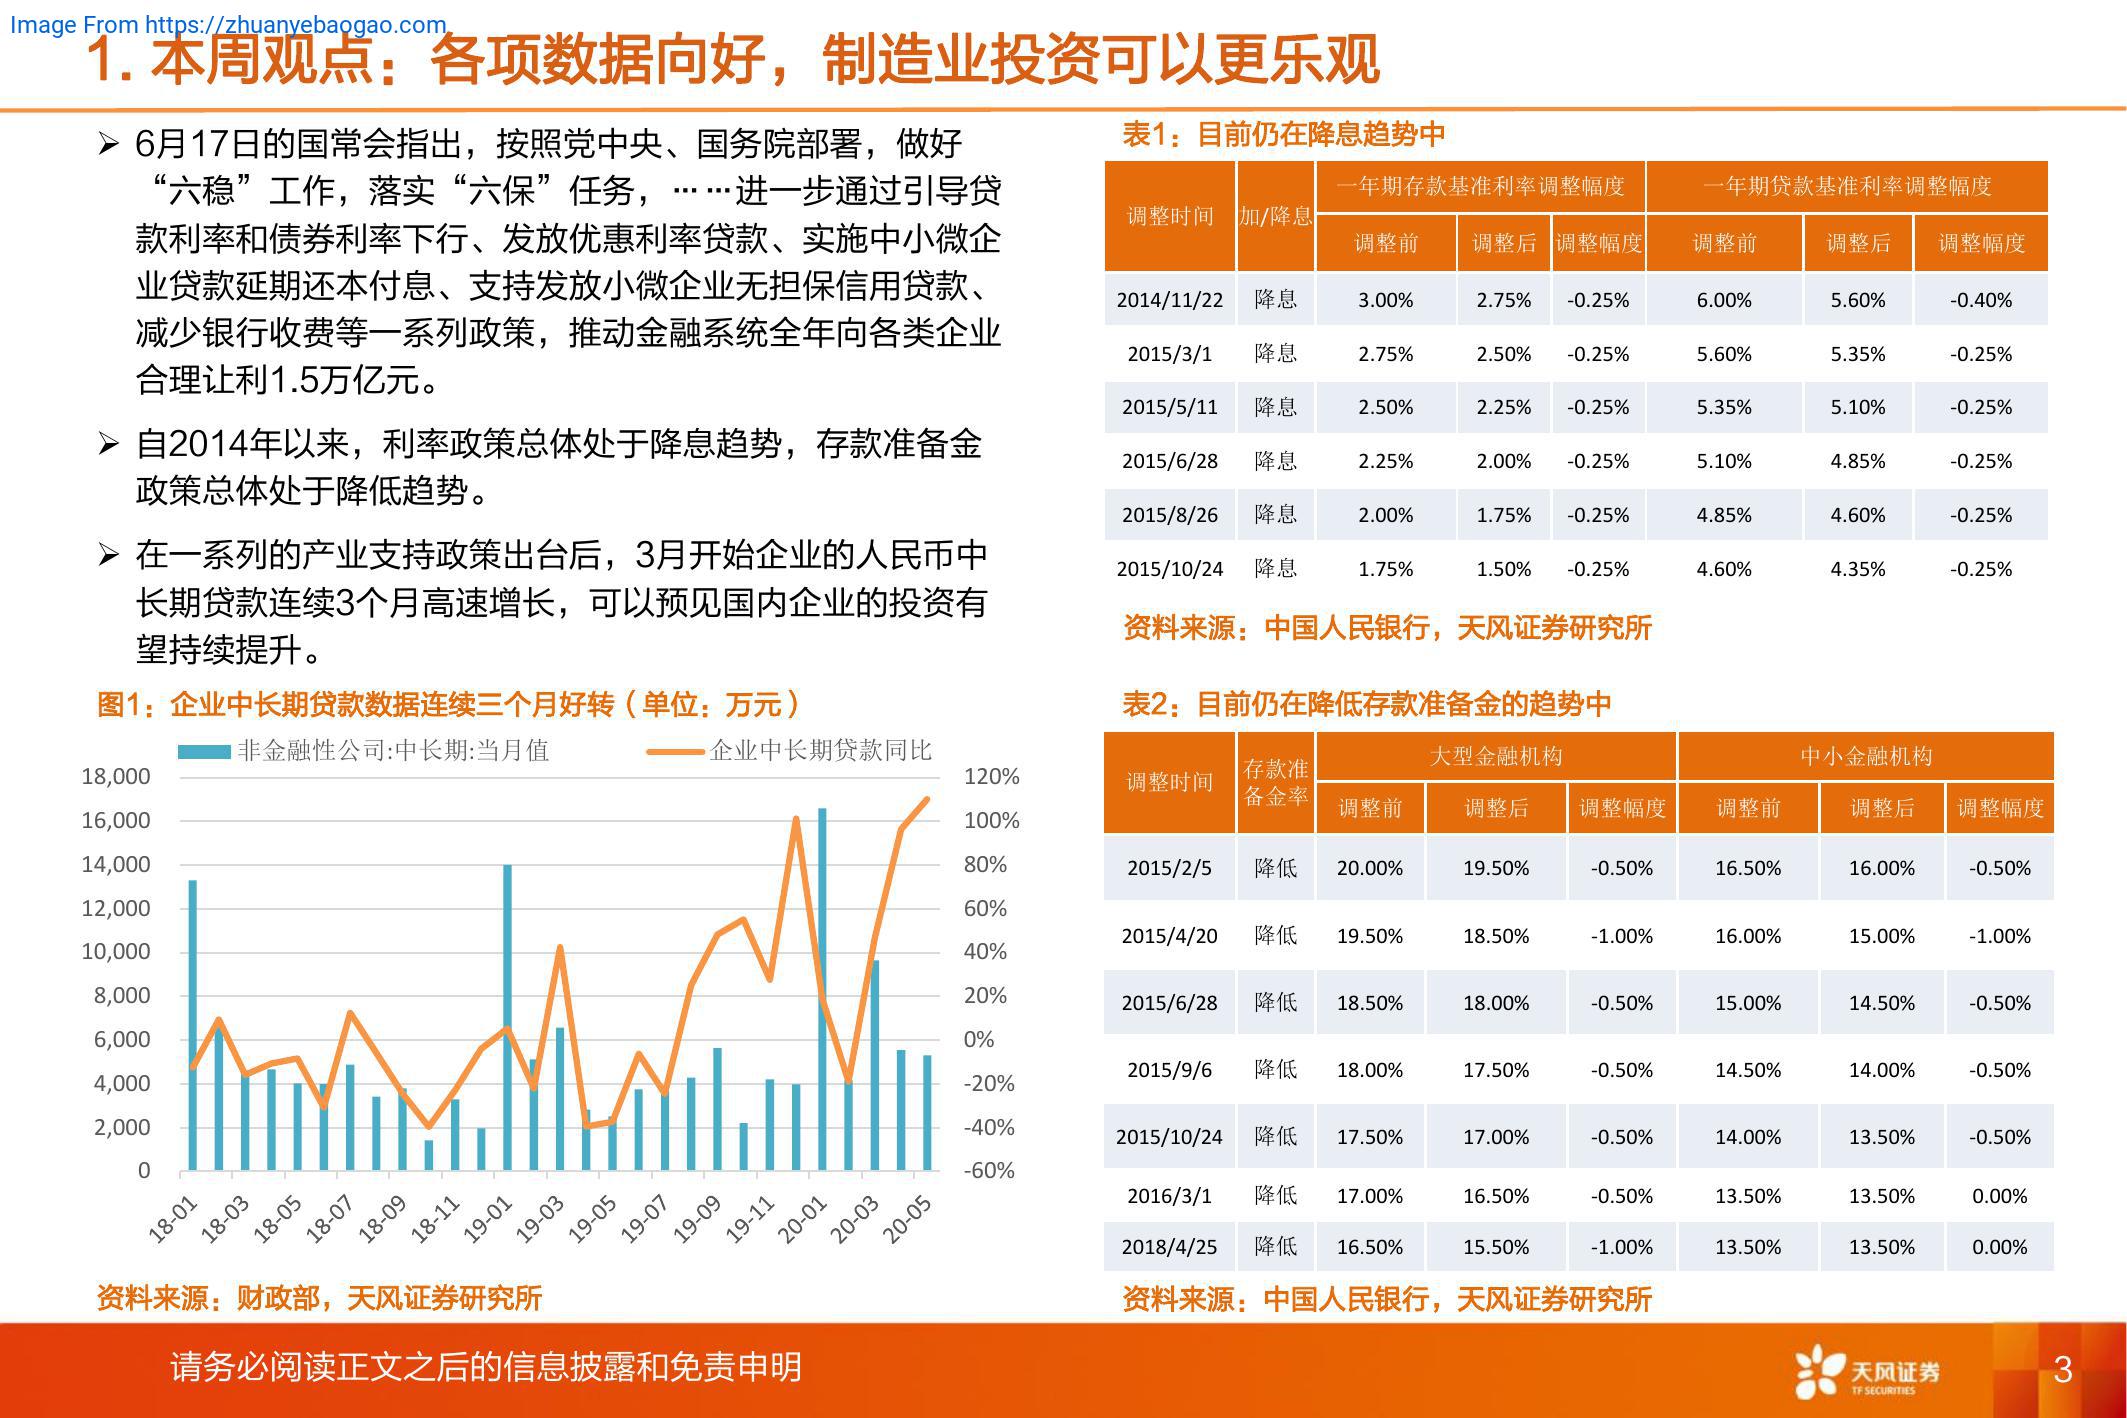 Image From https://zhuanyebaogao.com
1. 本周观点：各项数据向好，制造业投资可以更乐观
➢ 6月17日的国常会指出，按照党中央、国务院部署，做好
“六稳”工作，落实“六保”任务，……进一步通过引导贷
款利率和债券利率下行、发放优惠利率贷款、实施中小微企
业贷款延期还本付息、支持发放小微企业无担保信用贷款、
减少银行收费等一系列政策，推动金融系统全年向各类企业
合理让利1.5万亿元。
➢ 自2014年以来，利率政策总体处于降息趋势，存款准备金
政策总体处于降低趋势。
➢ 在一系列的产业支持政策出台后，3月开始企业的人民币中
长期贷款连续3个月高速增长，可以预见国内企业的投资有
望持续提升。
图1：企业中长期贷款数据连续三个月好转（单位：万元）
非金融性公司:中长期:当月值 企业中长期贷款同比
18,000 120%
16,000 100%
14,000 80%
12,000 60%
10,000 40%
8,000 20%
6,000 0%
4,000 -20%
2,000 -40%
0 -60%
18-01 18-03 18-05 18-07 18-09 18-11 19-01 19-03 19-05 19-07 19-09 19-11 20-01 20-03 20-05
资料来源：财政部，天风证券研究所
表1：目前仍在降息趋势中
调整时间 加/降息 一年期存款基准利率调整幅度 一年期贷款基准利率调整幅度
调整前 调整后 调整幅度 调整前 调整后 调整幅度
2014/11/22 降息 3.00% 2.75% -0.25% 6.00% 5.60% -0.40%
2015/3/1 降息 2.75% 2.50% -0.25% 5.60% 5.35% -0.25%
2015/5/11 降息 2.50% 2.25% -0.25% 5.35% 5.10% -0.25%
2015/6/28 降息 2.25% 2.00% -0.25% 5.10% 4.85% -0.25%
2015/8/26 降息 2.00% 1.75% -0.25% 4.85% 4.60% -0.25%
2015/10/24 降息 1.75% 1.50% -0.25% 4.60% 4.35% -0.25%
资料来源：中国人民银行，天风证券研究所
表2：目前仍在降低存款准备金的趋势中
调整时间 存款准备金率 大型金融机构 中小金融机构
调整前 调整后 调整幅度 调整前 调整后 调整幅度
2015/2/5 降低 20.00% 19.50% -0.50% 16.50% 16.00% -0.50%
2015/4/20 降低 19.50% 18.50% -1.00% 16.00% 15.00% -1.00%
2015/6/28 降低 18.50% 18.00% -0.50% 15.00% 14.50% -0.50%
2015/9/6 降低 18.00% 17.50% -0.50% 14.50% 14.00% -0.50%
2015/10/24 降低 17.50% 17.00% -0.50% 14.00% 13.50% -0.50%
2016/3/1 降低 17.00% 16.50% -0.50% 13.50% 13.50% 0.00%
2018/4/25 降低 16.50% 15.50% -1.00% 13.50% 13.50% 0.00%
资料来源：中国人民银行，天风证券研究所
请务必阅读正文之后的信息披露和免责申明
天风证券
TF SECURITIES
3